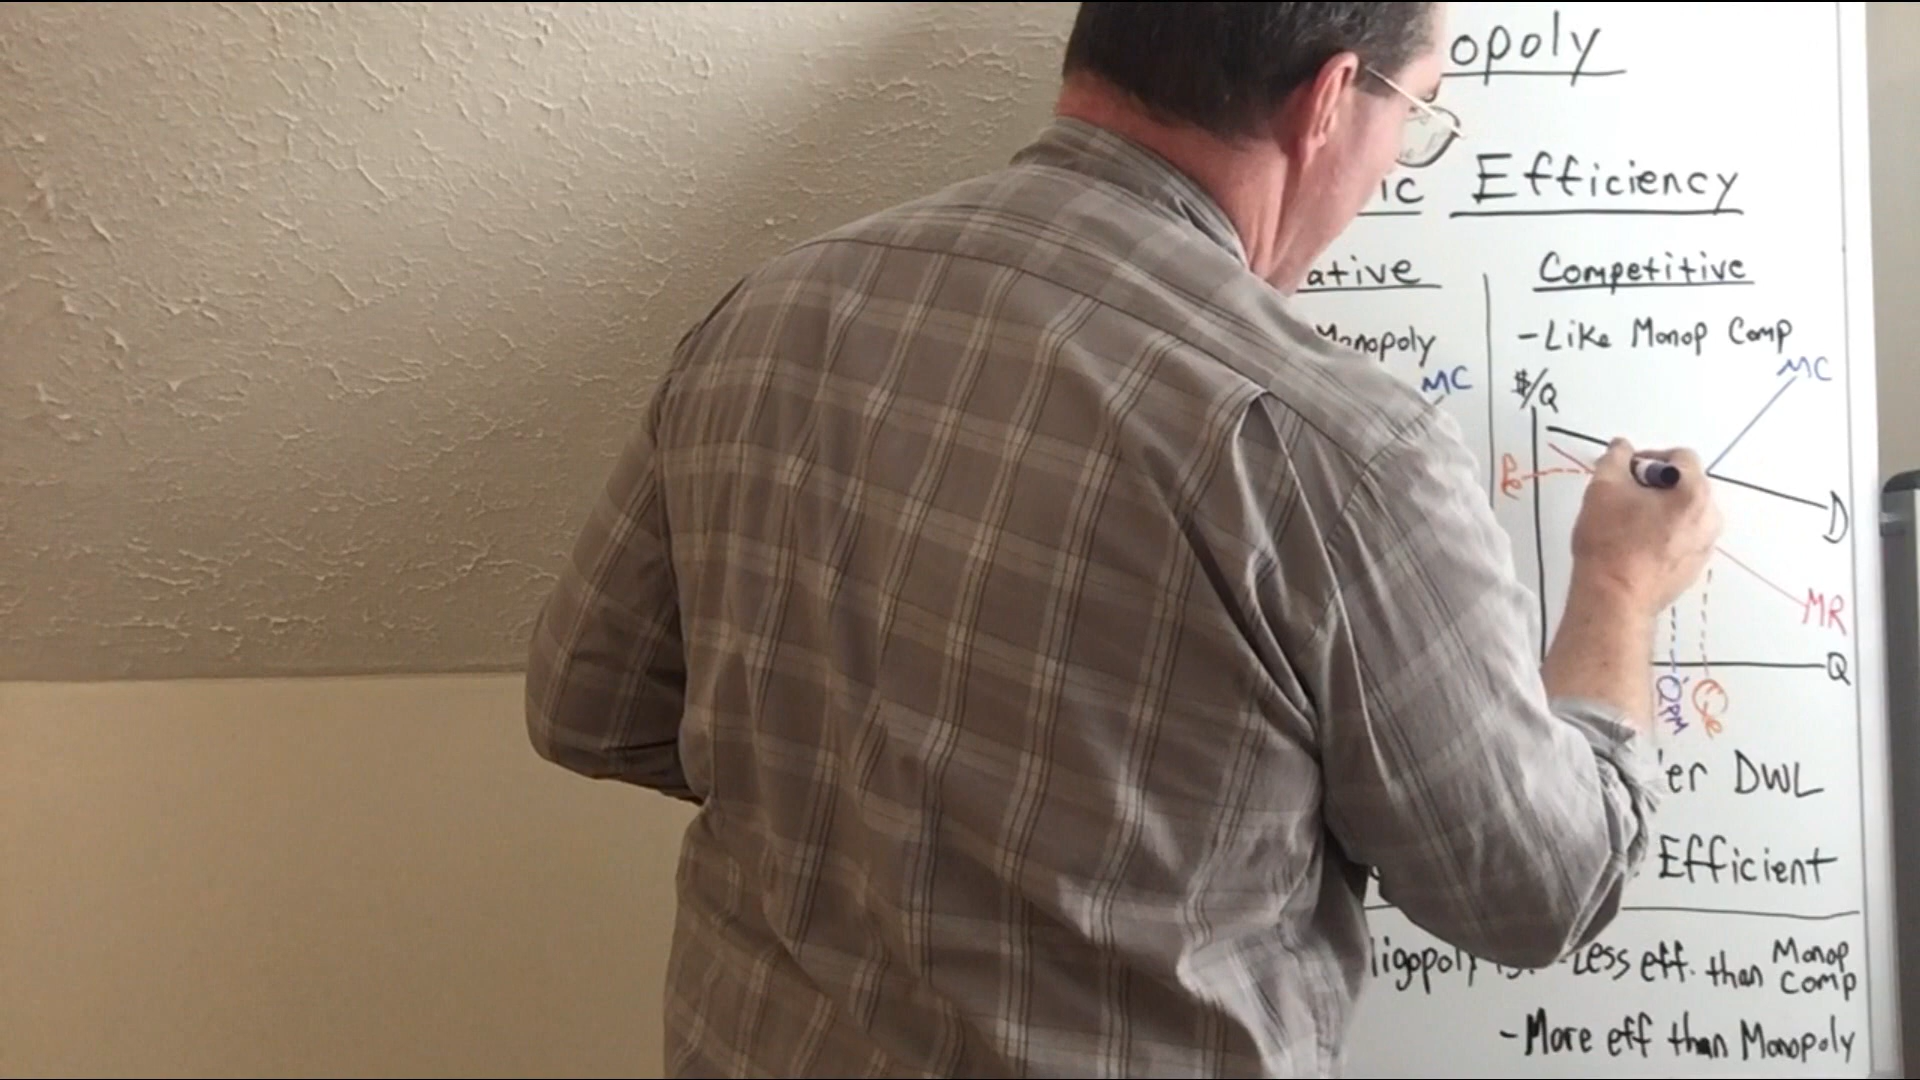 opoly
ic Efficiency
ative
Monopoly
MC
Competitive
-Like Monop Comp
$/Q
MC
D
MR
Q
Qe
er DWL
Efficient
ligopoly Less eff. than Monop Comp
-More eff than Monopoly